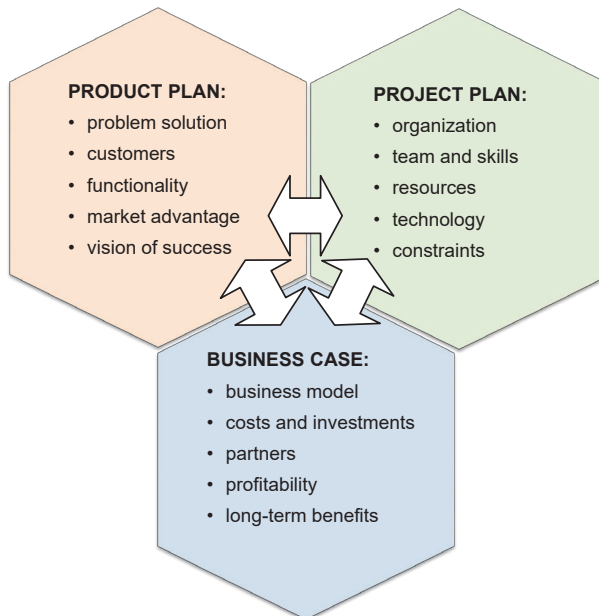 PRODUCT PLAN:
• problem solution
• customers
• functionality
• market advantage
• vision of success
PROJECT PLAN:
• organization
• team and skills
• resources
• technology
• constraints
BUSINESS CASE:
• business model
• costs and investments
• partners
• profitability
• long-term benefits